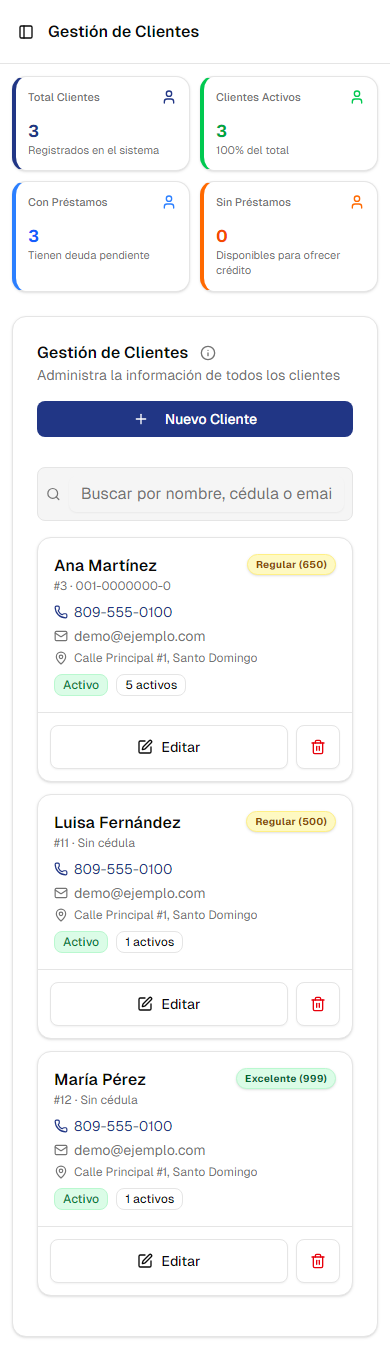 Gestión de Clientes
Total Clientes
3
Registrados en el sistema
Clientes Activos
3
100% del total
Con Préstamos
3
Tienen deuda pendiente
Sin Préstamos
0
Disponibles para ofrecer
crédito
Gestión de Clientes
Administra la información de todos los clientes
Nuevo Cliente
Buscar por nombre, cédula o emai
Ana Martínez
Regular (650)
#3 · 001-0000000-0
809-555-0100
demo@ejemplo.com
Calle Principal #1, Santo Domingo
Activo
5 activos
Editar
Luisa Fernández
Regular (500)
#11 · Sin cédula
809-555-0100
demo@ejemplo.com
Calle Principal #1, Santo Domingo
Activo
1 activos
Editar
María Pérez
Excelente (999)
#12 · Sin cédula
809-555-0100
demo@ejemplo.com
Calle Principal #1, Santo Domingo
Activo
1 activos
Editar